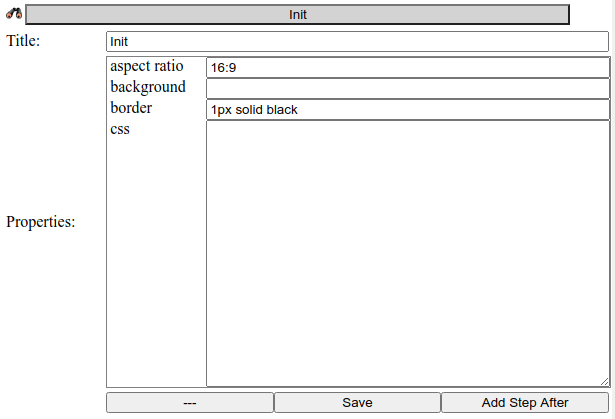 Init
Title: Init
aspect ratio 16:9
background
border 1px solid black
css
Properties:
--- Save Add Step After